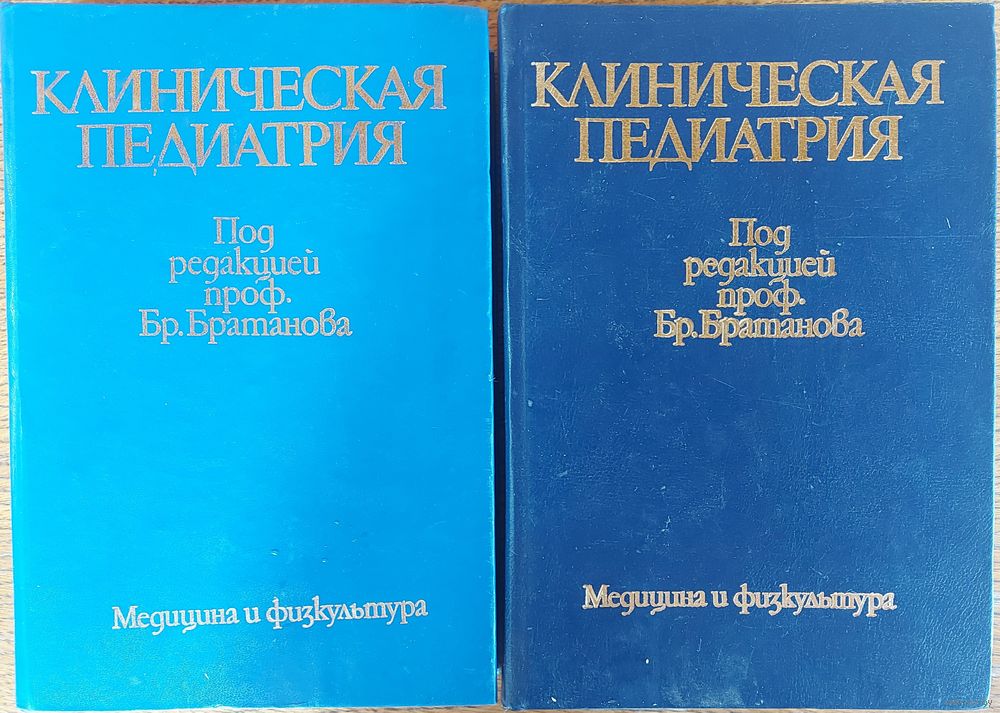 КЛИНИЧЕСКАЯ
ПЕДИАТРИЯ
Под
редакцией
проф.
Бр. Братанова
Медицина и физкультура
КЛИНИЧЕСКАЯ
ПЕДИАТРИЯ
Под
редакцией
проф.
Бр. Братанова
Медицина и физкультура